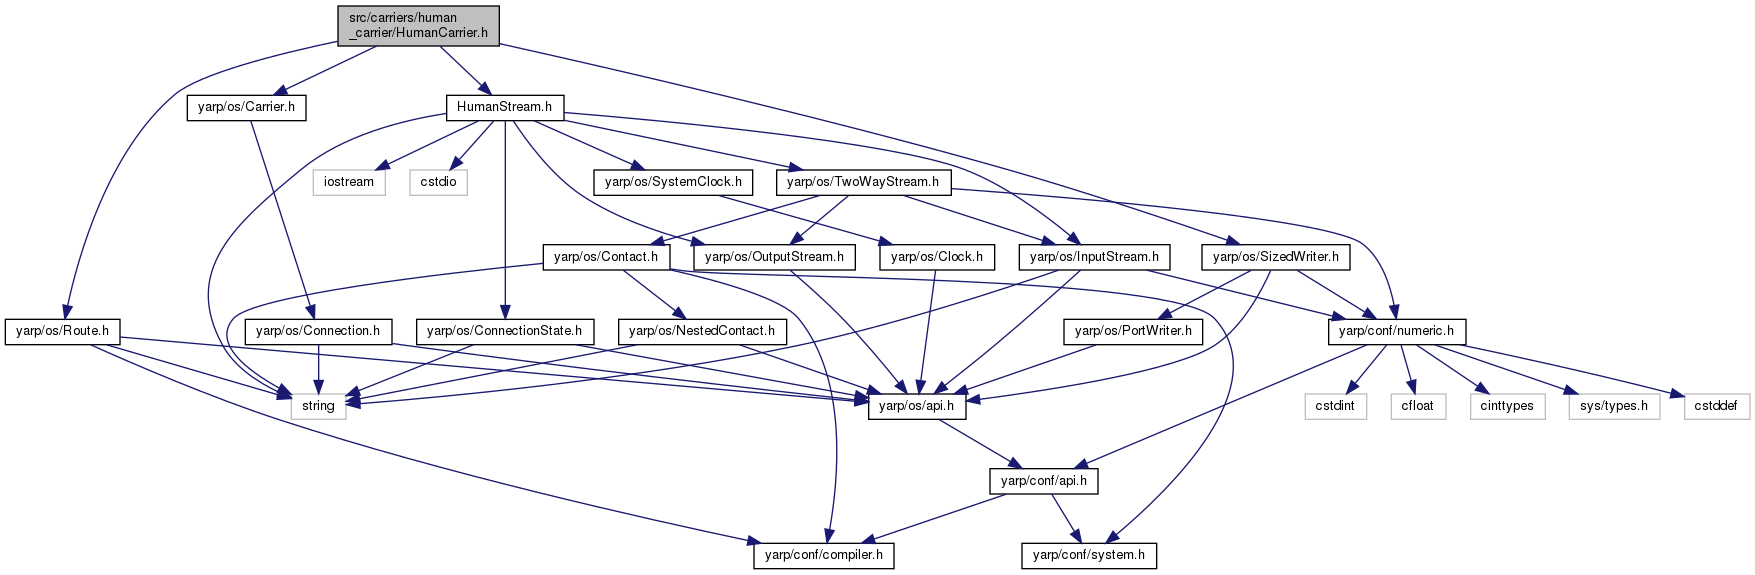 src/carriers/human
_carrier/HumanCarrier.h
yarp/os/Carrier.h
HumanStream.h
iostream
cstdio
yarp/os/SystemClock.h
yarp/os/TwoWayStream.h
yarp/os/Contact.h
yarp/os/OutputStream.h
yarp/os/Clock.h
yarp/os/InputStream.h
yarp/os/SizedWriter.h
yarp/os/Route.h
yarp/os/Connection.h
yarp/os/ConnectionState.h
yarp/os/NestedContact.h
yarp/os/PortWriter.h
yarp/conf/numeric.h
string
yarp/os/api.h
cstdint
cfloat
cinttypes
sys/types.h
cstddef
yarp/conf/api.h
yarp/conf/compiler.h
yarp/conf/system.h